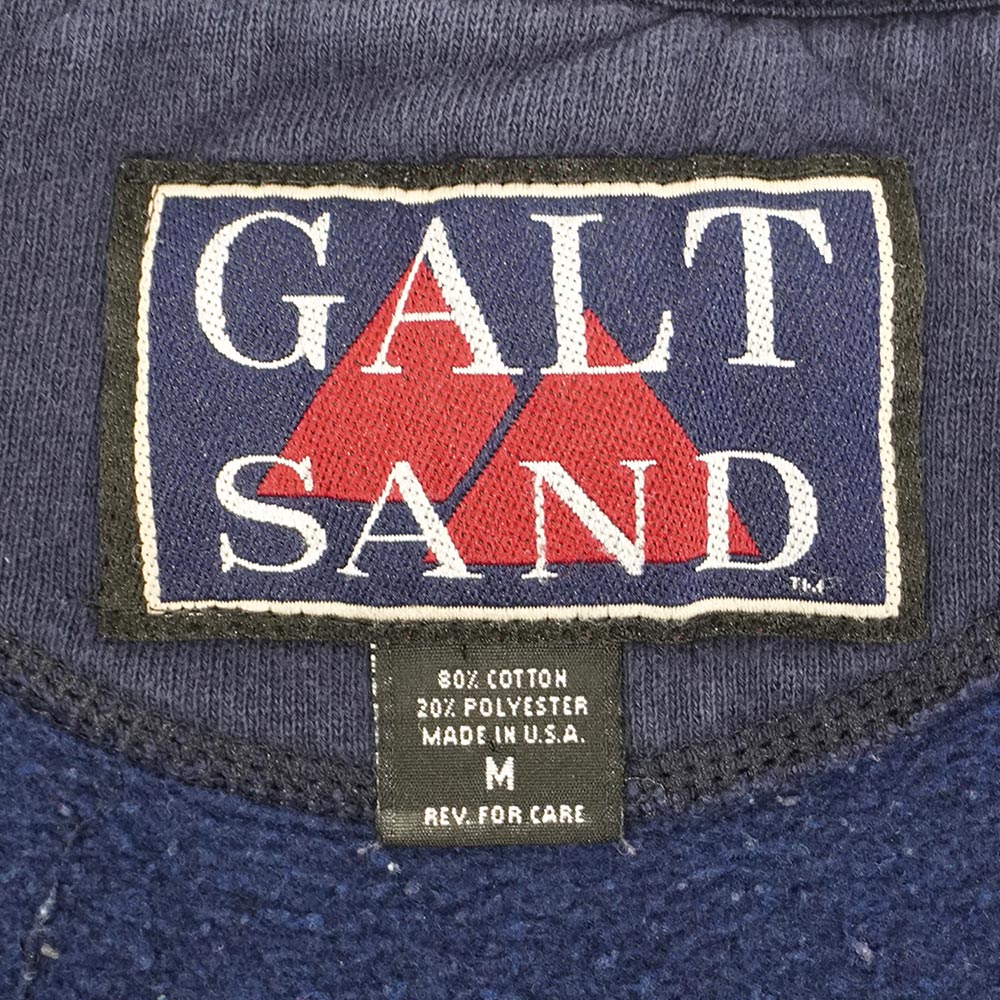 GALT
SAND
TM
80% COTTON
20% POLYESTER
MADE IN U.S.A.
M
REV. FOR CARE